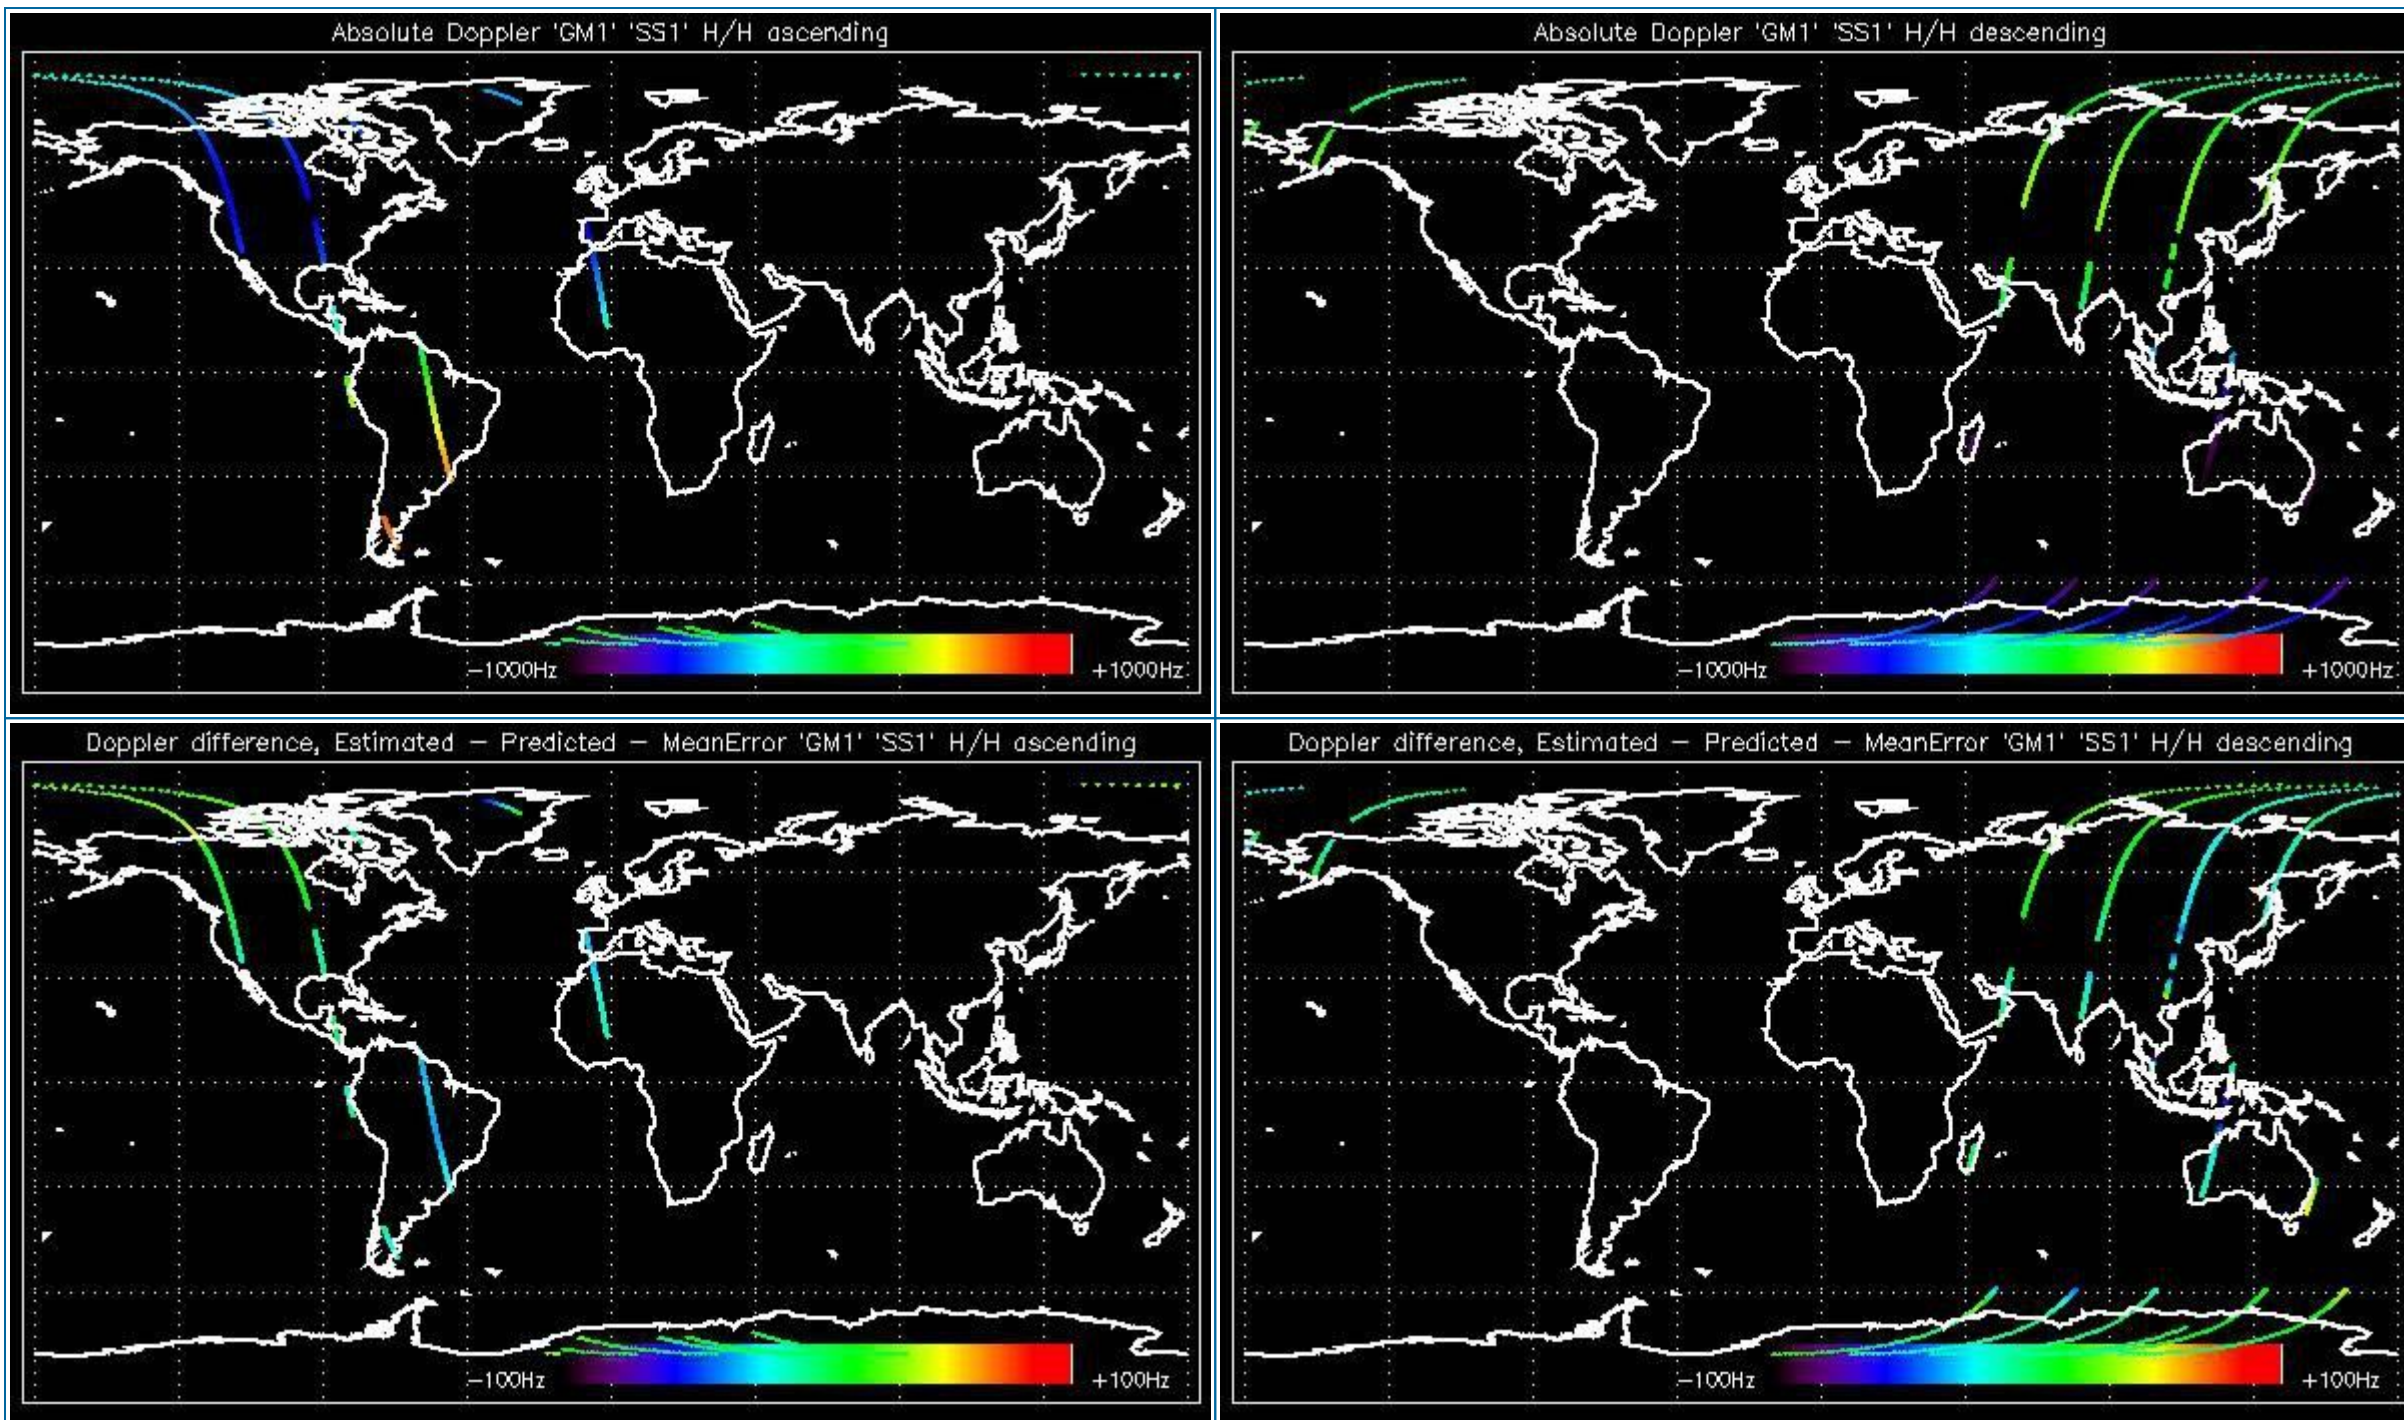 Absolute Doppler 'GM1' 'SS1' H/H ascending
−1000Hz
+1000Hz
Absolute Doppler 'GM1' 'SS1' H/H descending
−1000Hz
+1000Hz
Doppler difference, Estimated − Predicted − MeanError 'GM1' 'SS1' H/H ascending
−100Hz
+100Hz
Doppler difference, Estimated − Predicted − MeanError 'GM1' 'SS1' H/H descending
−100Hz
+100Hz